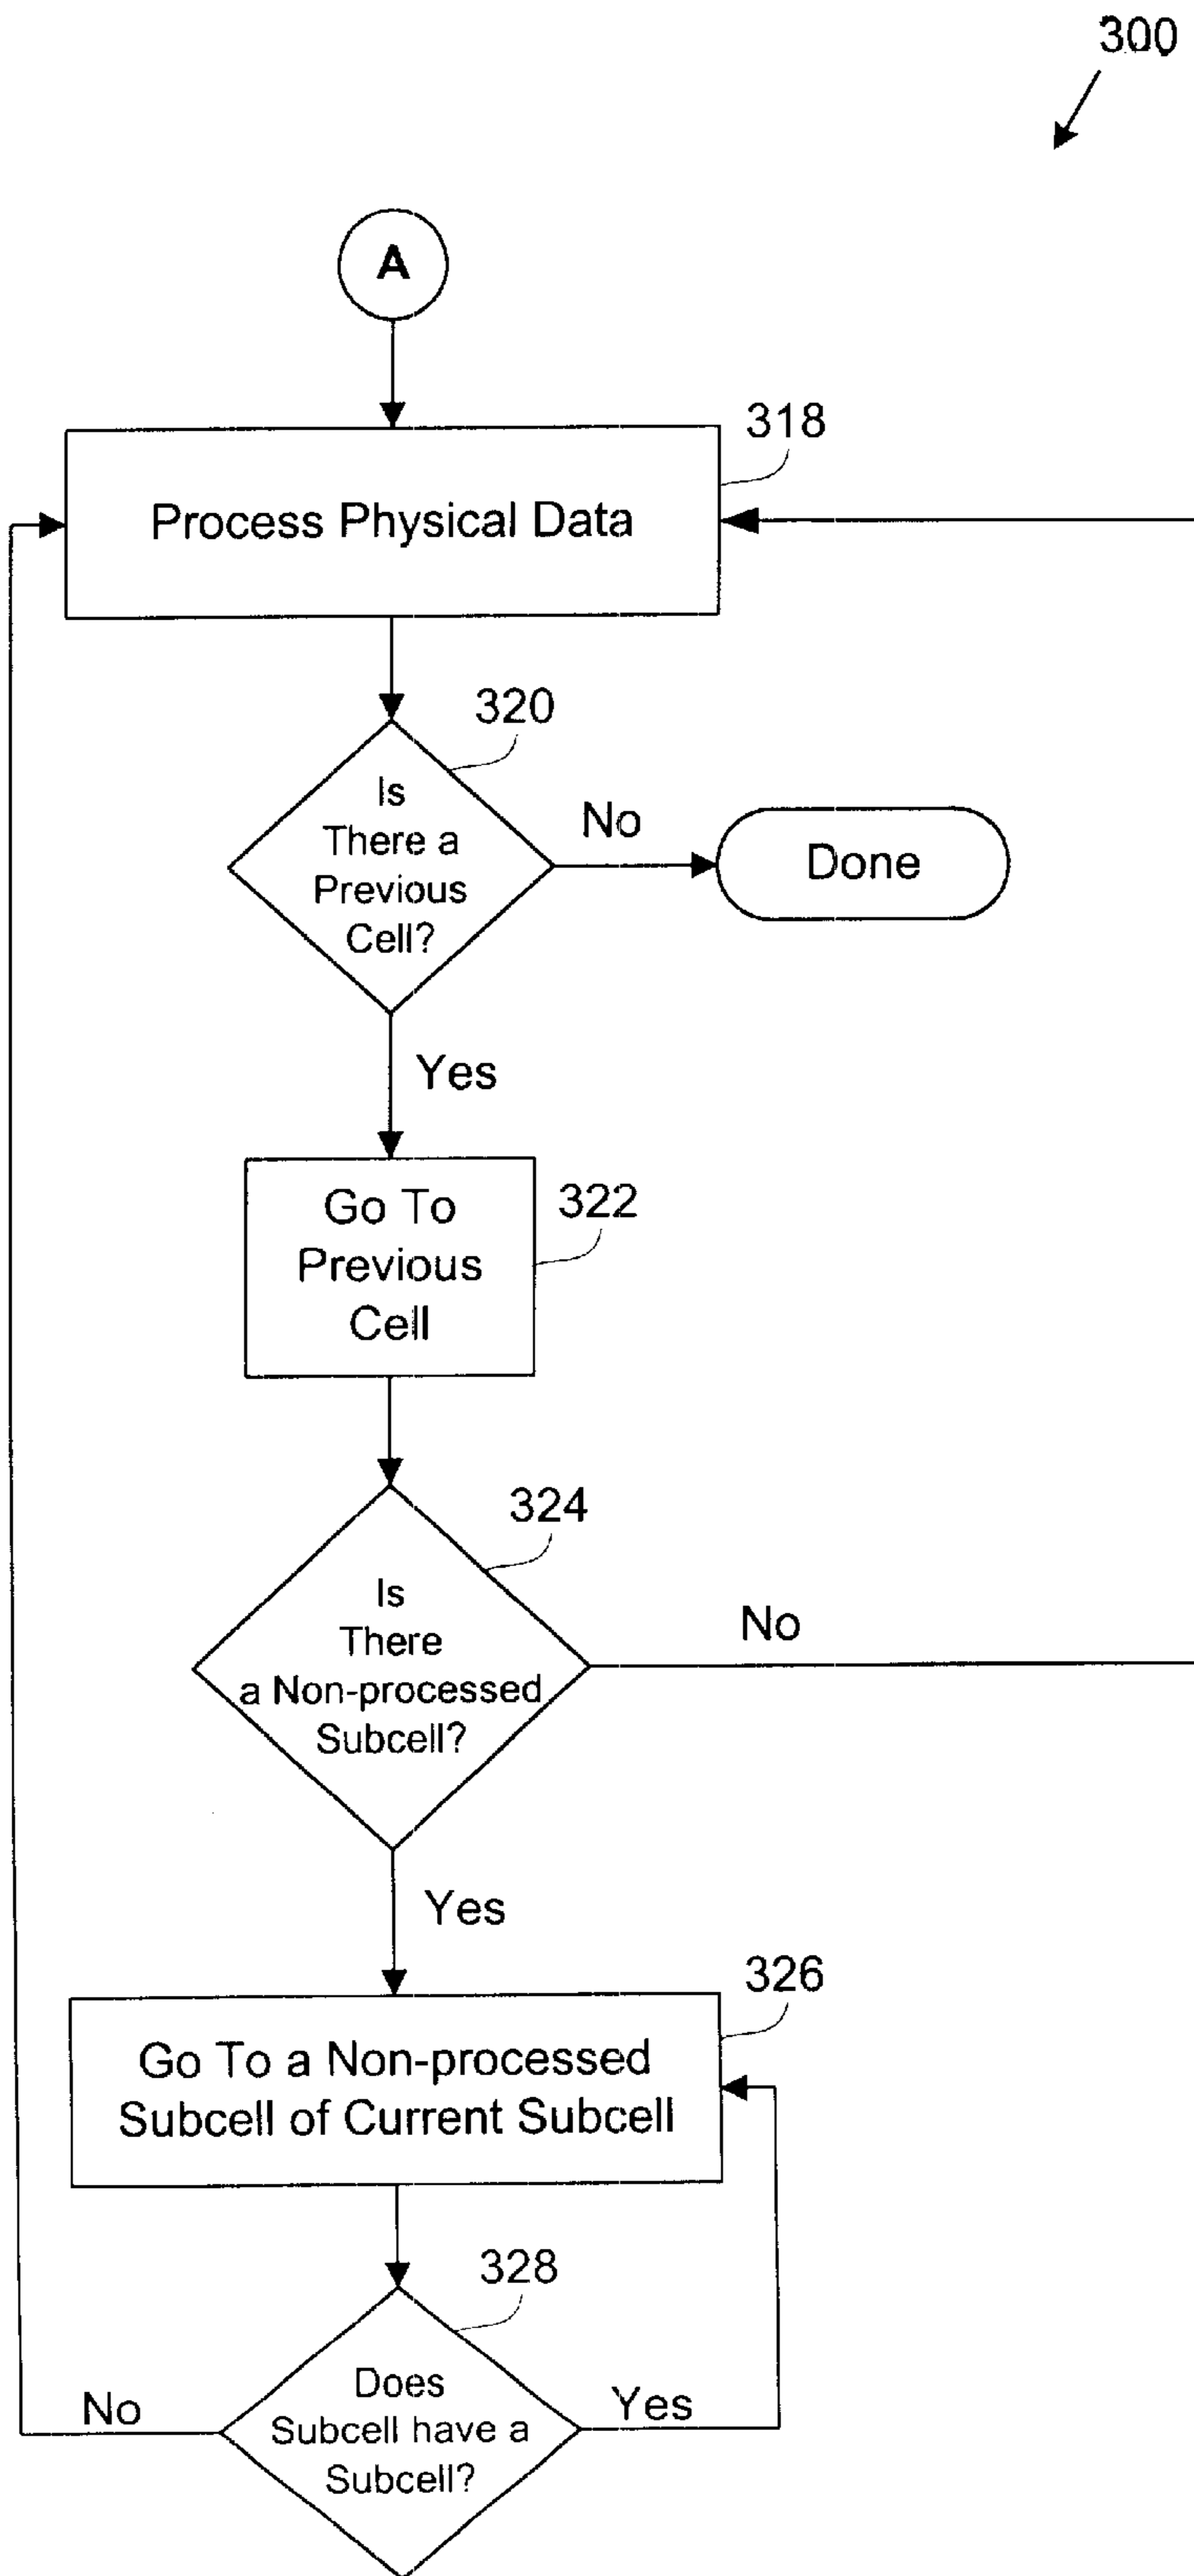 300
A
318
Process Physical Data
320
Is
There a
Previous
Cell?
No
Done
Yes
322
Go To
Previous
Cell
324
Is
There
a Non-processed
Subcell?
No
Yes
326
Go To a Non-processed
Subcell of Current Subcell
328
Does
Subcell have a
Subcell?
No
Yes